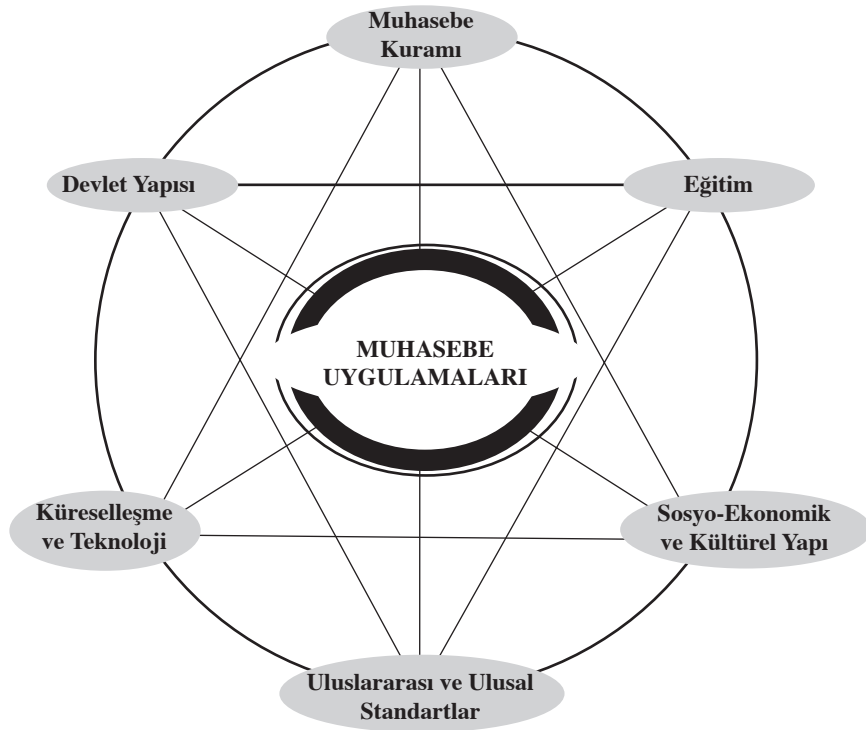 Muhasebe
Kuramı
Devlet Yapısı
Eğitim
MUHASEBE
UYGULAMALARI
Küreselleşme
ve Teknoloji
Sosyo-Ekonomik
ve Kültürel Yapı
Uluslararası ve Ulusal
Standartlar